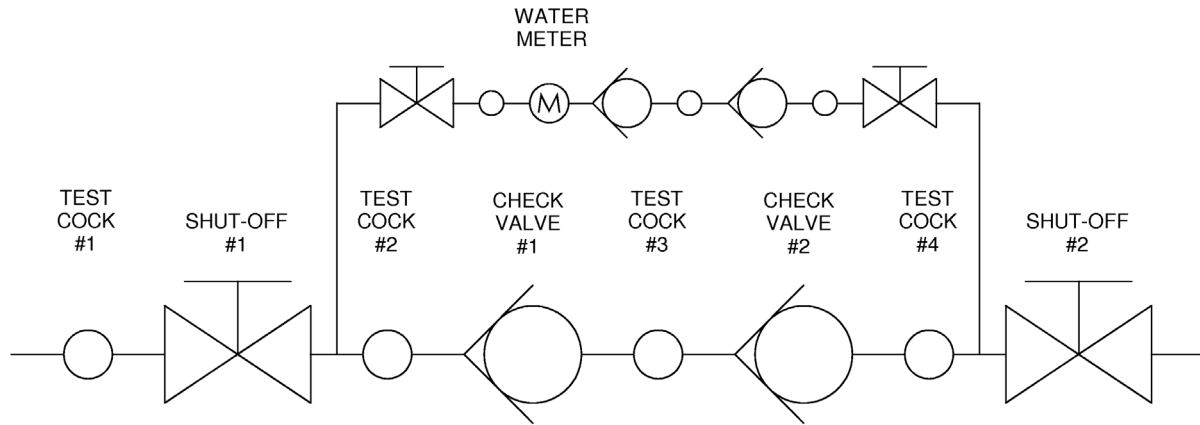 WATER
METER
M
TEST
COCK
#1
SHUT-OFF
#1
TEST
COCK
#2
CHECK
VALVE
#1
TEST
COCK
#3
CHECK
VALVE
#2
TEST
COCK
#4
SHUT-OFF
#2